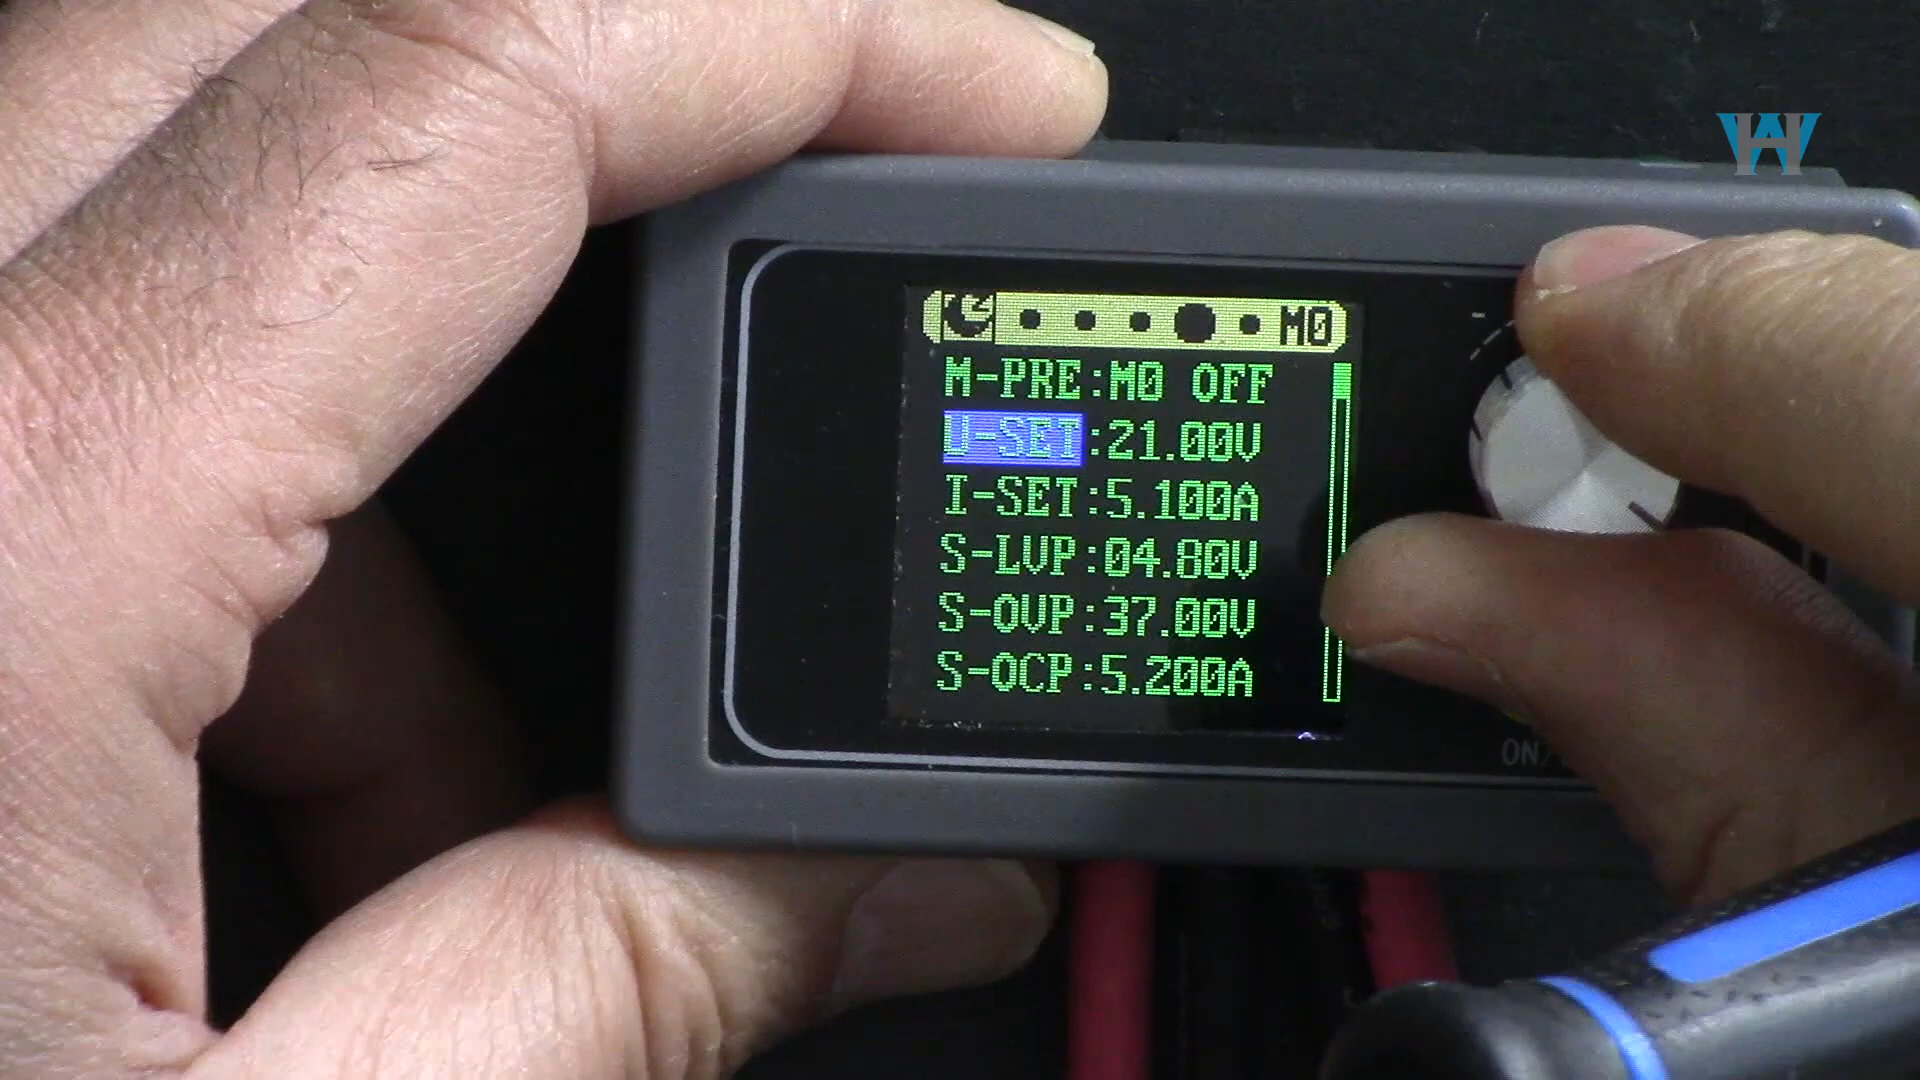 M0
M-PRE:M0 OFF
U-SET:21.00V
I-SET:5.100A
S-LVP:04.80V
S-OVP:37.00V
S-OCP:5.200A
ON/